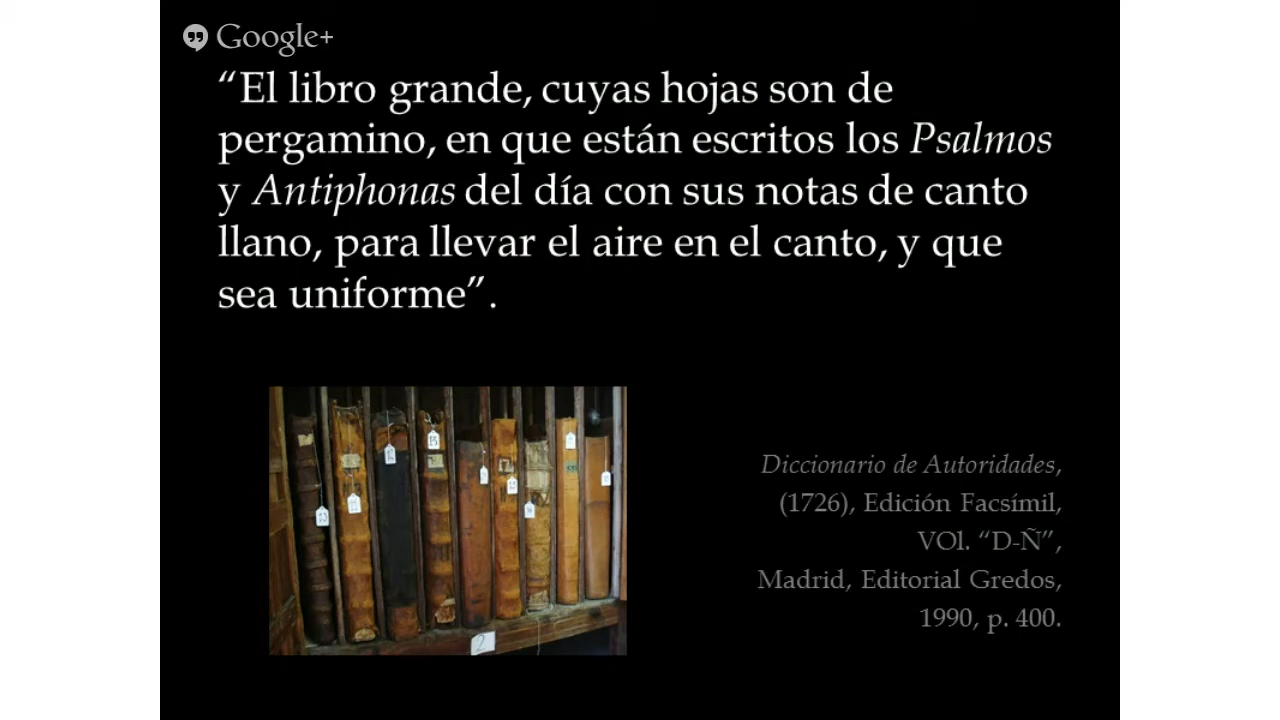 Google+
“El libro grande, cuyas hojas son de
pergamino, en que están escritos los Psalmos
y Antiphonas del día con sus notas de canto
llano, para llevar el aire en el canto, y que
sea uniforme”.
Diccionario de Autoridades,
(1726), Edición Facsímil,
VOl. “D-Ñ”,
Madrid, Editorial Gredos,
1990, p. 400.
2